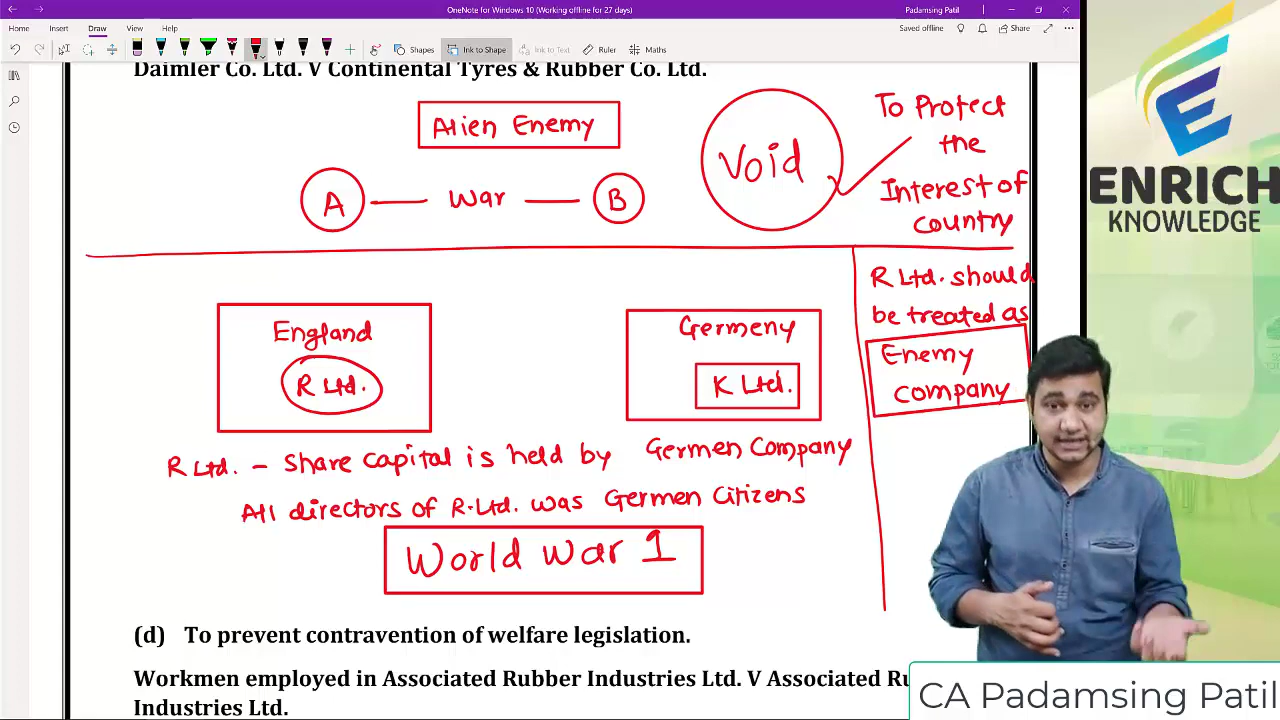 OneNote for Windows 10 (Working offline for 27 days)
Padamsing Patil
Home Insert Draw View Help
Saved offline
Share
Shapes
Ink to Shape
Ink to Text
Ruler
Maths
Daimler Co. Ltd. V Continental Tyres & Rubber Co. Ltd.
Alien Enemy
A War B
Void
To Protect
the
Interest of
country
England
R Ltd.
Germeny
K Ltd.
R Ltd. should
be treated as
Enemy
company
R Ltd. - Share Capital is held by Germen Company
All directors of R.Ltd. was Germen Citizens
World War 1
(d) To prevent contravention of welfare legislation.
Workmen employed in Associated Rubber Industries Ltd. V Associated Ru
Industries Ltd.
ENRICH
KNOWLEDGE
CA Padamsing Patil